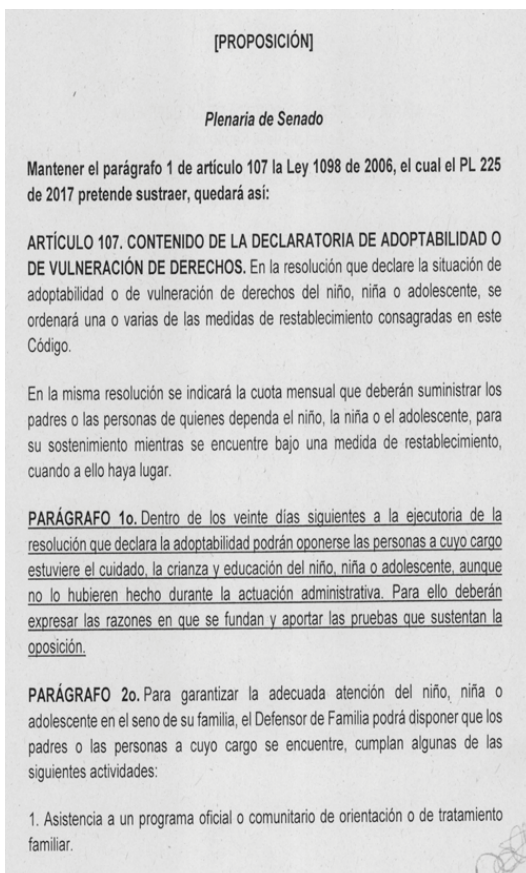 [PROPOSICIÓN]
Plenaria de Senado
Mantener el parágrafo 1 de artículo 107 la Ley 1098 de 2006, el cual el PL 225
de 2017 pretende sustraer, quedará así:
ARTÍCULO 107. CONTENIDO DE LA DECLARATORIA DE ADOPTABILIDAD O
DE VULNERACIÓN DE DERECHOS. En la resolución que declare la situación de
adoptabilidad o de vulneración de derechos del niño, niña o adolescente, se
ordenará una o varias de las medidas de restablecimiento consagradas en este
Código.
En la misma resolución se indicará la cuota mensual que deberán suministrar los
padres o las personas de quienes dependa el niño, la niña o el adolescente, para
su sostenimiento mientras se encuentre bajo una medida de restablecimiento,
cuando a ello haya lugar.
PARÁGRAFO 1o. Dentro de los veinte días siguientes a la ejecutoria de la
resolución que declara la adoptabilidad podrán oponerse las personas a cuyo cargo
estuviere el cuidado, la crianza y educación del niño, niña o adolescente, aunque
no lo hubieren hecho durante la actuación administrativa. Para ello deberán
expresar las razones en que se fundan y aportar las pruebas que sustentan la
oposición.
PARÁGRAFO 2o. Para garantizar la adecuada atención del niño, niña o
adolescente en el seno de su familia, el Defensor de Familia podrá disponer que los
padres o las personas a cuyo cargo se encuentre, cumplan algunas de las
siguientes actividades:
1. Asistencia a un programa oficial o comunitario de orientación o de tratamiento
familiar.